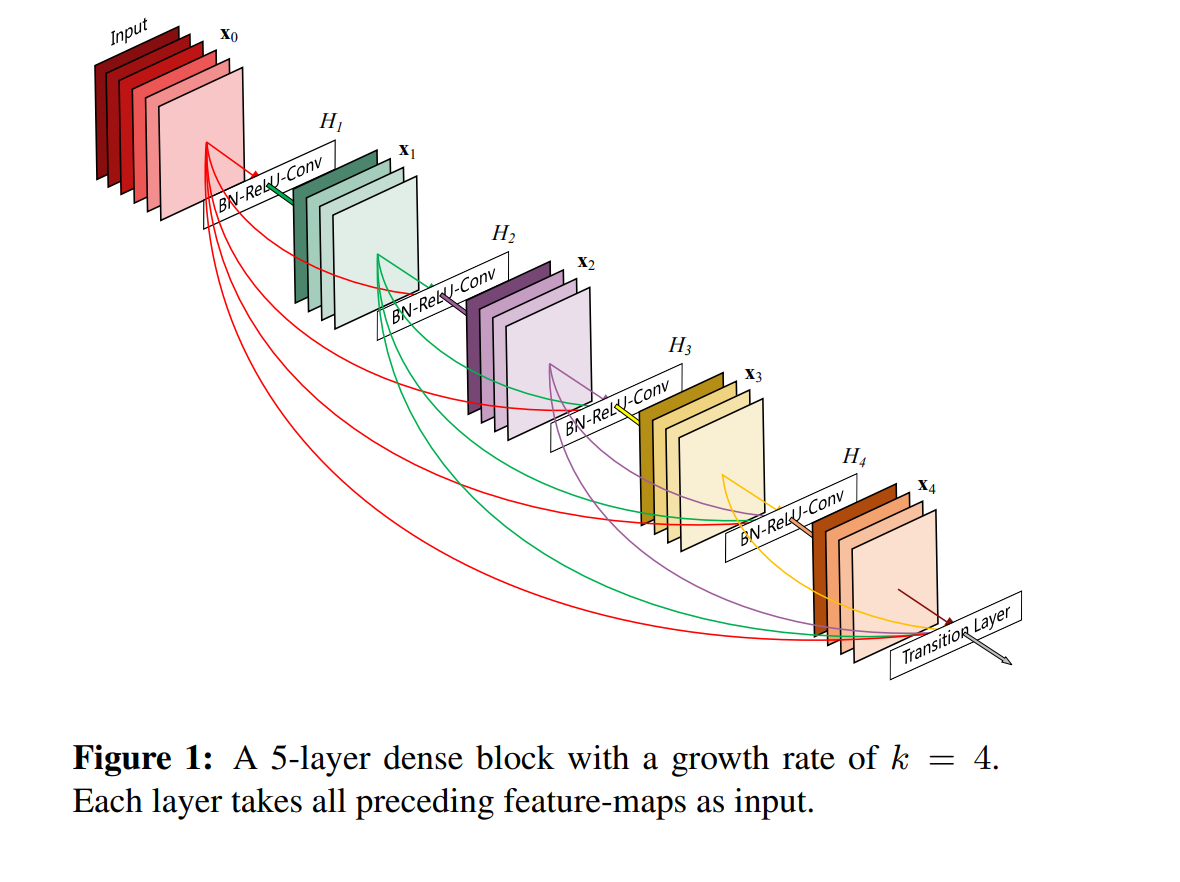 Input
x0
H1
BN-ReLU-Conv
x1
H2
BN-ReLU-Conv
x2
H3
BN-ReLU-Conv
x3
H4
BN-ReLU-Conv
x4
Transition Layer
Figure 1: A 5-layer dense block with a growth rate of k = 4.
Each layer takes all preceding feature-maps as input.